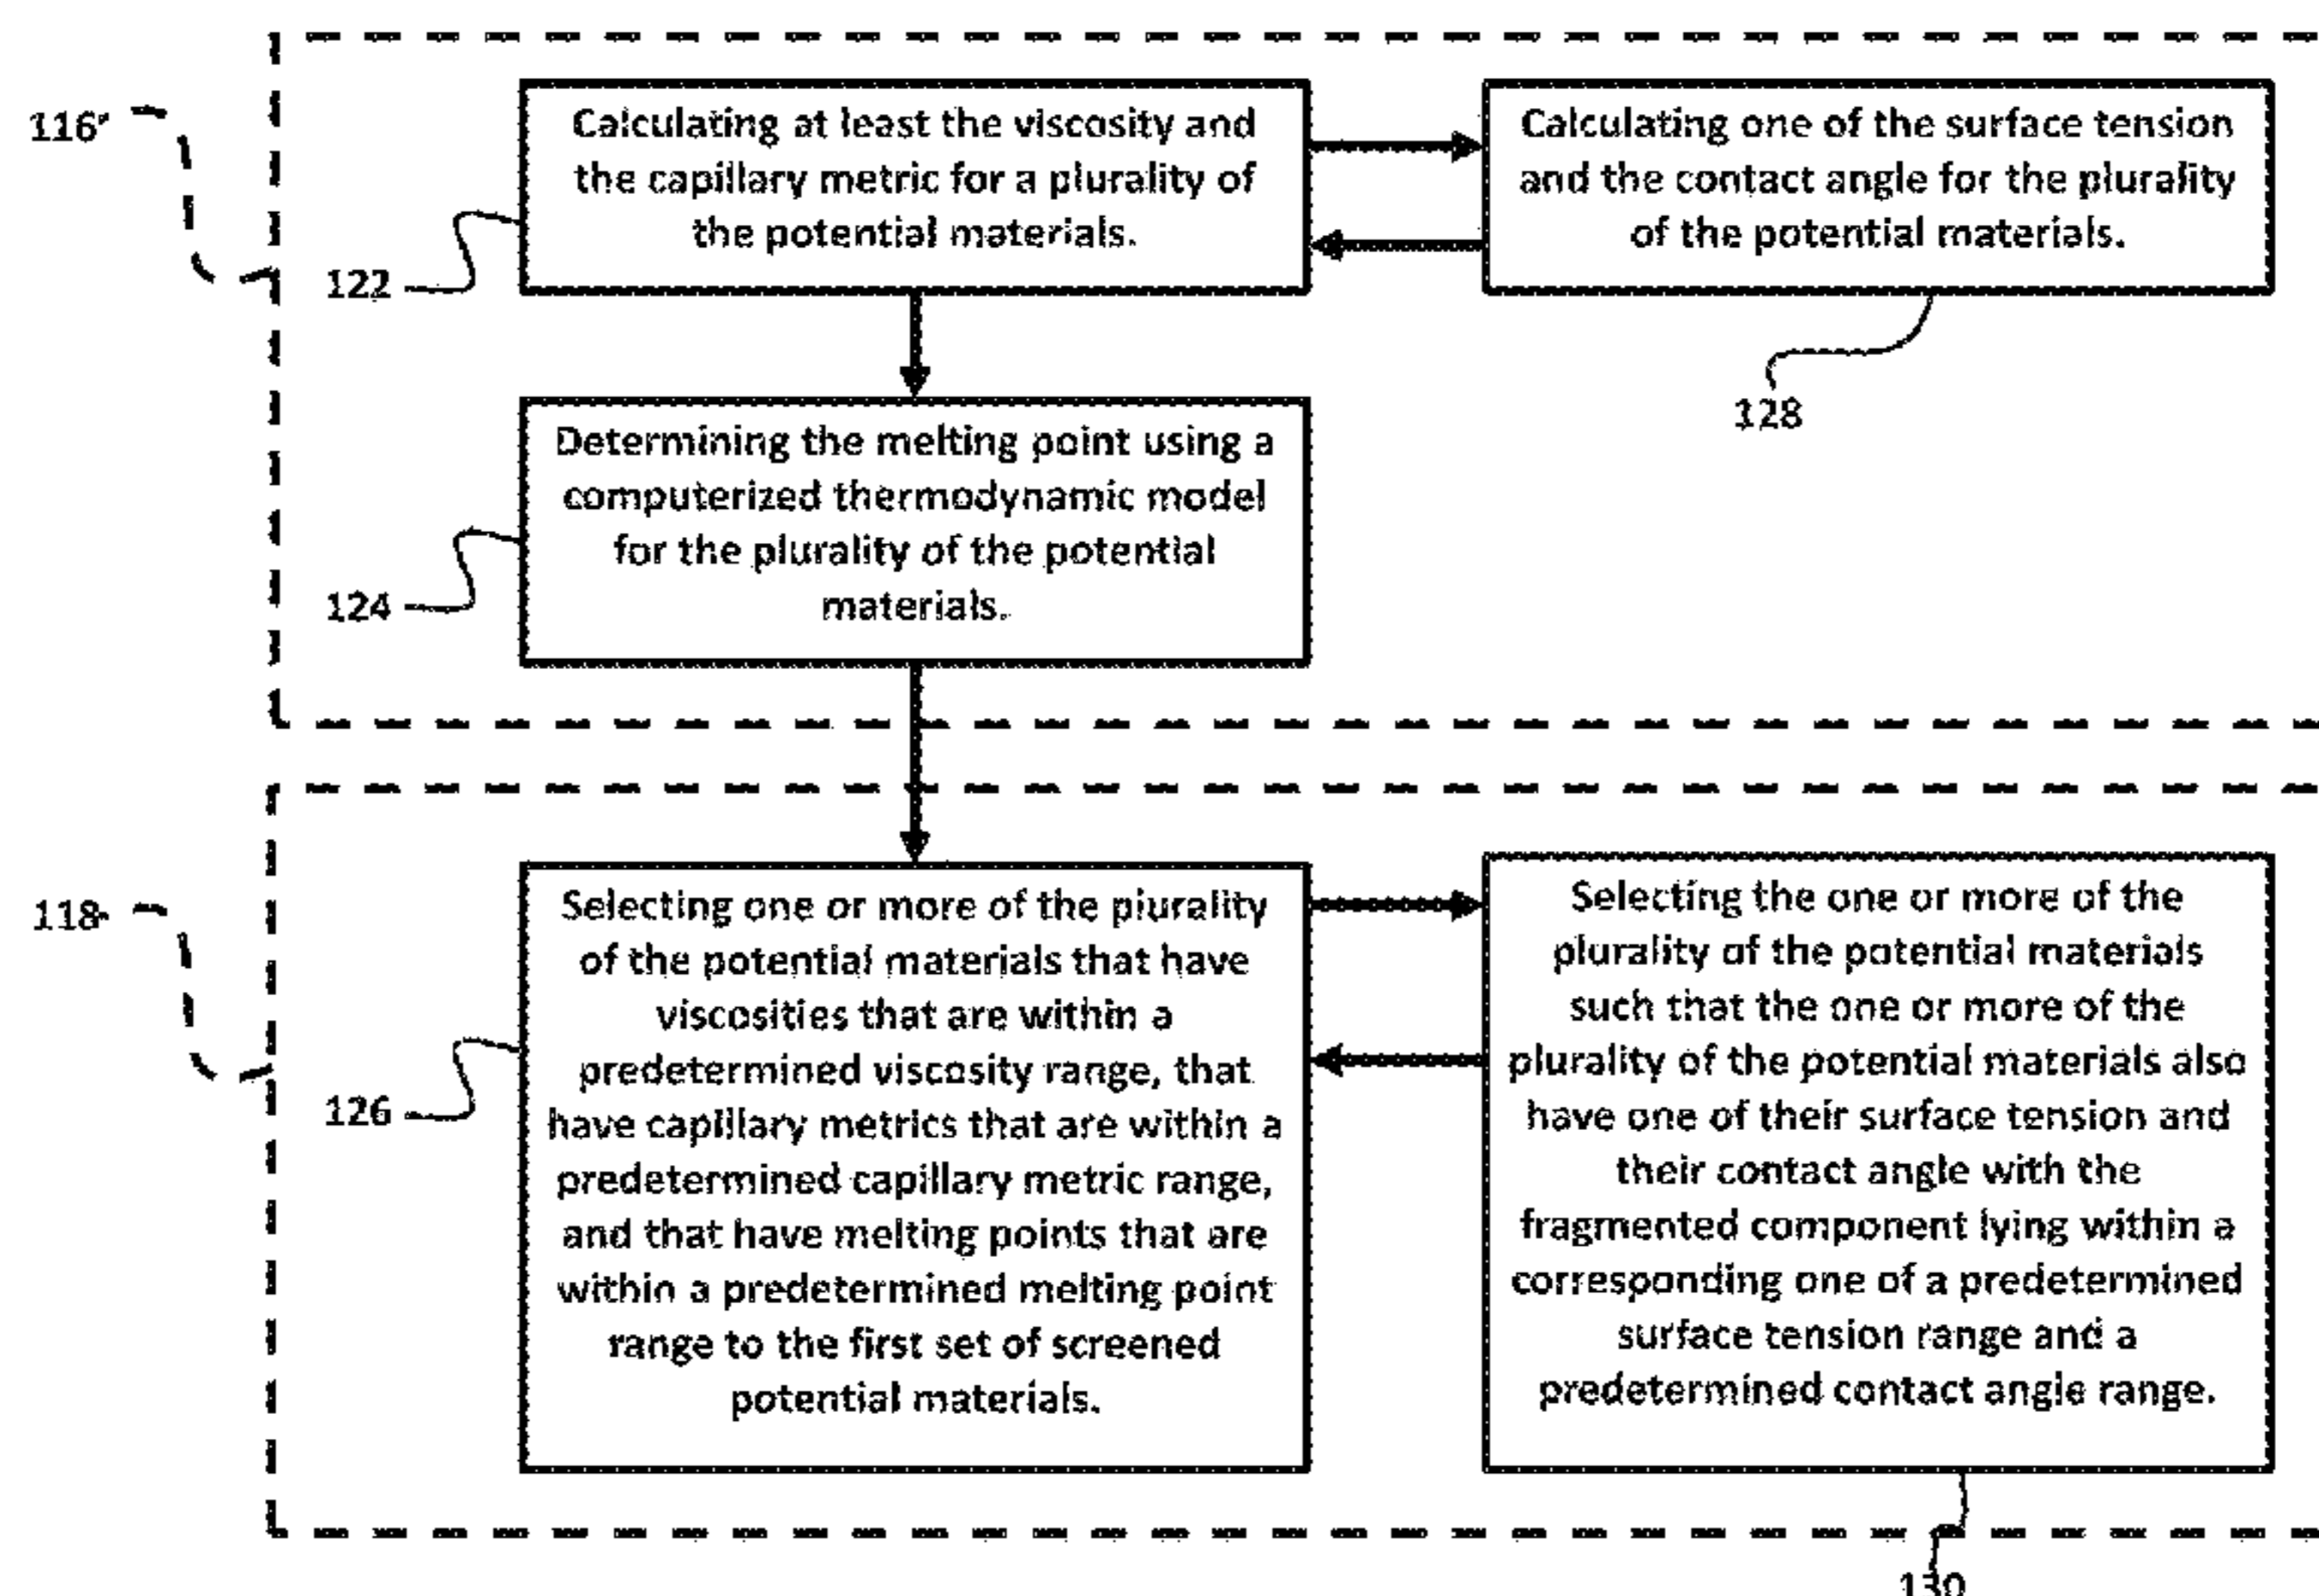 116'
Calculating at least the viscosity and
the capillary metric for a plurality of
the potential materials.
122
Calculating one of the surface tension
and the contact angle for the plurality
of the potential materials.
128
Determining the melting point using a
computerized thermodynamic model
for the plurality of the potential
materials.
124
118
Selecting one or more of the plurality
of the potential materials that have
viscosities that are within a
predetermined viscosity range, that
have capillary metrics that are within a
predetermined capillary metric range,
and that have melting points that are
within a predetermined melting point
range to the first set of screened
potential materials.
126
Selecting the one or more of the
plurality of the potential materials
such that the one or more of the
plurality of the potential materials also
have one of their surface tension and
their contact angle with the
fragmented component lying within a
corresponding one of a predetermined
surface tension range and a
predetermined contact angle range.
130